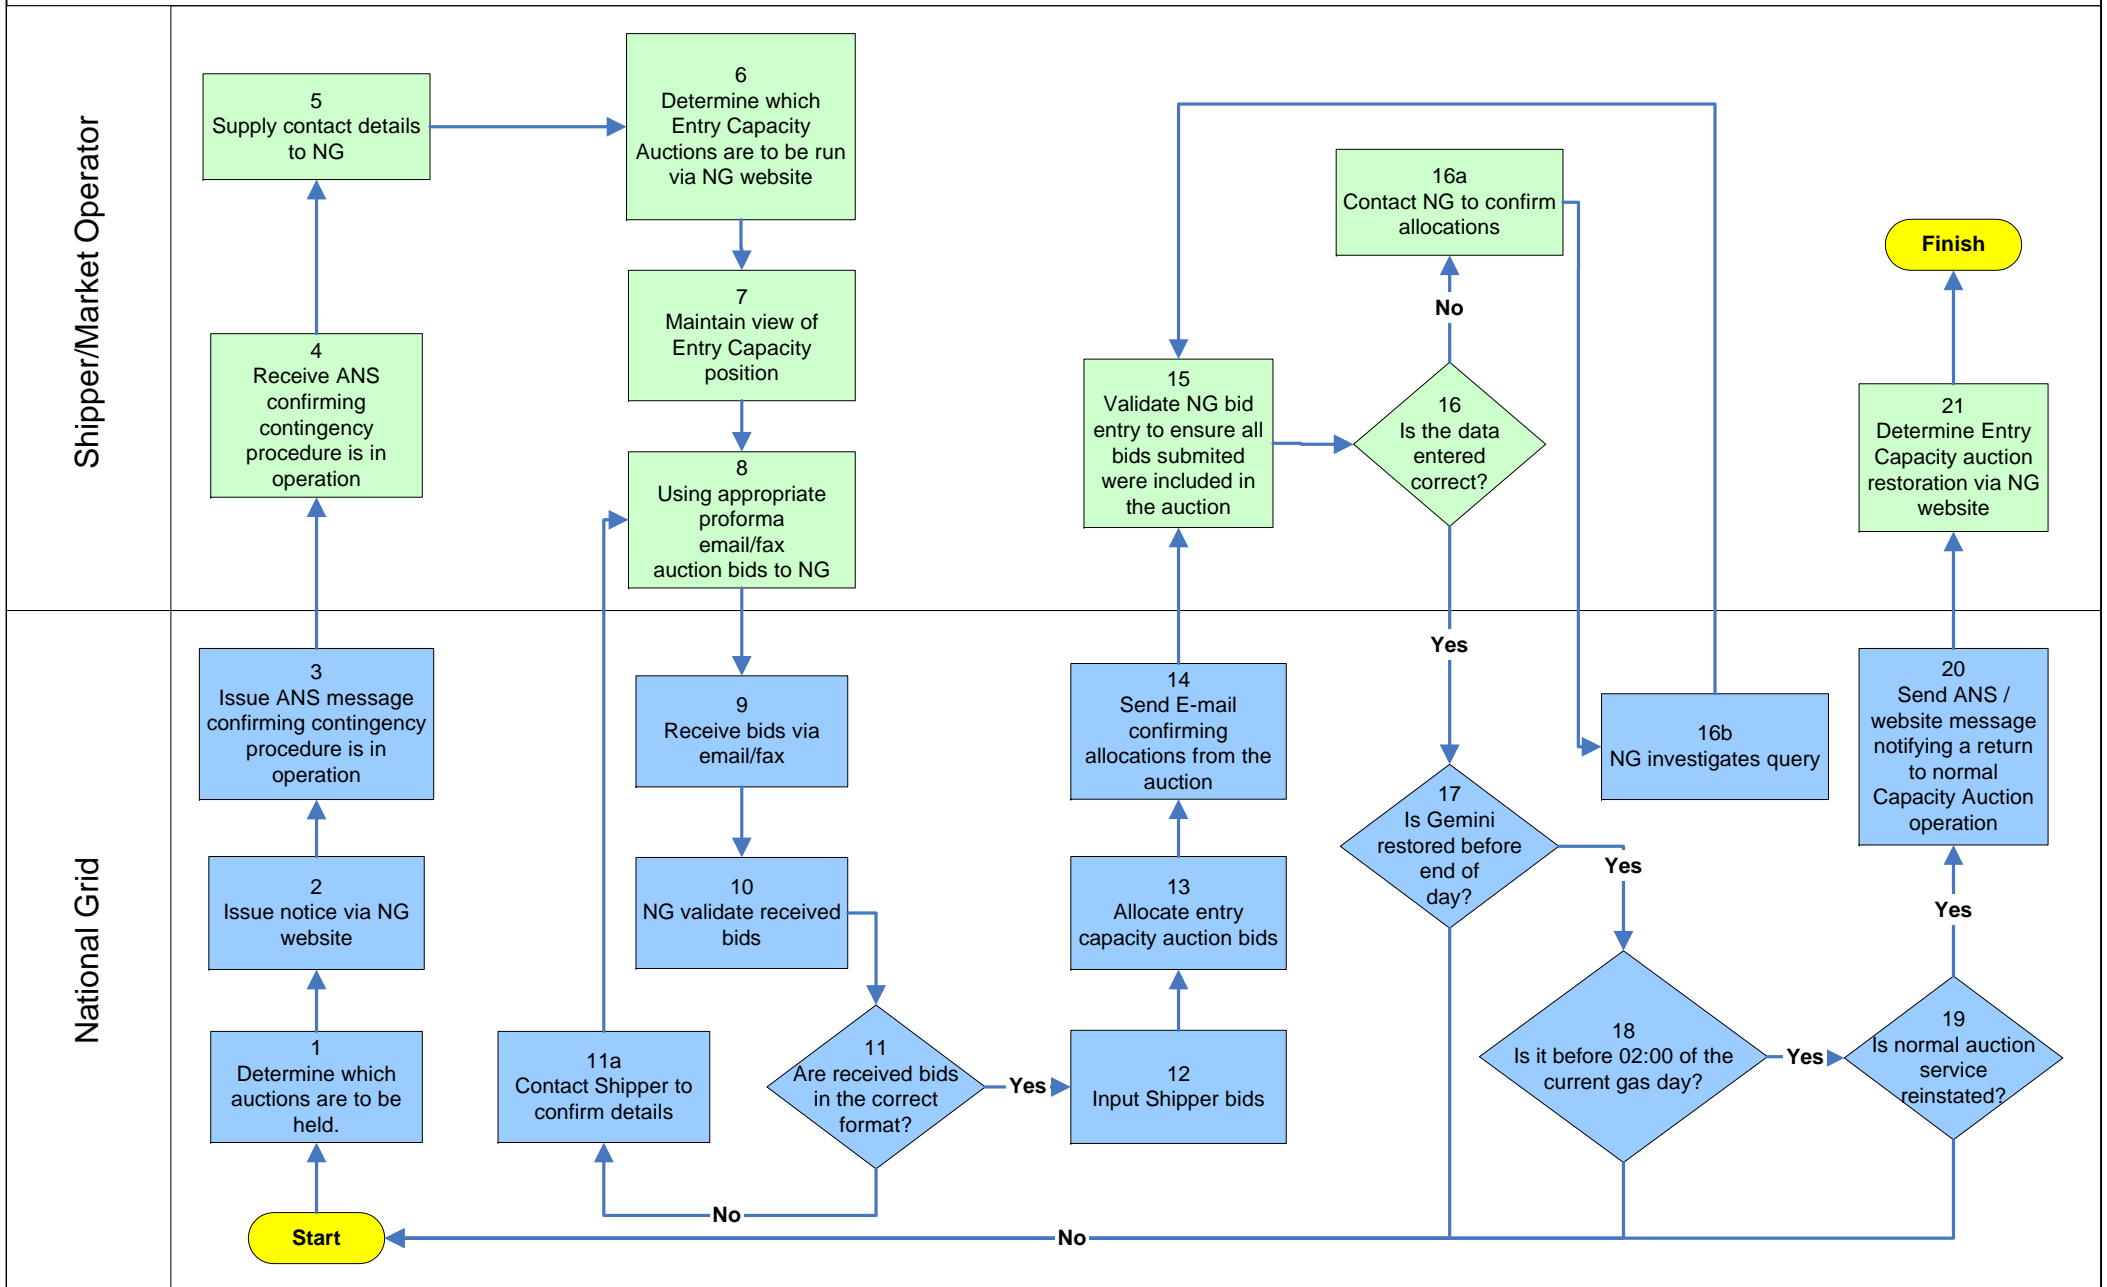 Shipper/Market Operator
5
Supply contact details
to NG
6
Determine which
Entry Capacity
Auctions are to be run
via NG website
4
Receive ANS
confirming
contingency
procedure is in
operation
7
Maintain view of
Entry Capacity
position
8
Using appropriate
proforma
email/fax
auction bids to NG
15
Validate NG bid
entry to ensure all
bids submited
were included in
the auction
16a
Contact NG to confirm
allocations
No
16
Is the data
entered
correct?
Yes
Finish
21
Determine Entry
Capacity auction
restoration via NG
website
National Grid
3
Issue ANS message
confirming contingency
procedure is in
operation
2
Issue notice via NG
website
1
Determine which
auctions are to be
held.
Start
9
Receive bids via
email/fax
10
NG validate received
bids
11a
Contact Shipper to
confirm details
11
Are received bids
in the correct
format?
No
Yes
14
Send E-mail
confirming
allocations from the
auction
13
Allocate entry
capacity auction bids
12
Input Shipper bids
16b
NG investigates query
17
Is Gemini
restored before
end of
day?
Yes
18
Is it before 02:00 of the
current gas day?
Yes
19
Is normal auction
service
reinstated?
Yes
20
Send ANS /
website message
notifying a return
to normal
Capacity Auction
operation
No